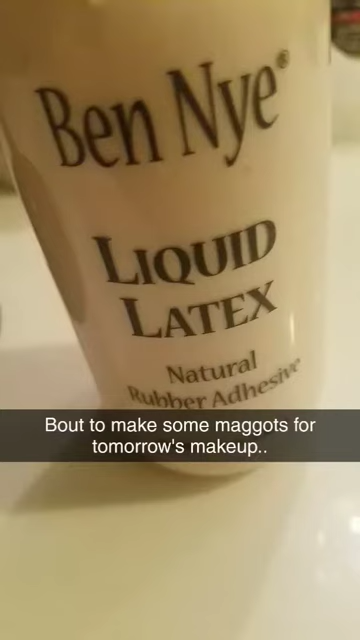 Ben Nye®
LIQUID
LATEX
Natural
Rubber Adhesive
Bout to make some maggots for
tomorrow's makeup..